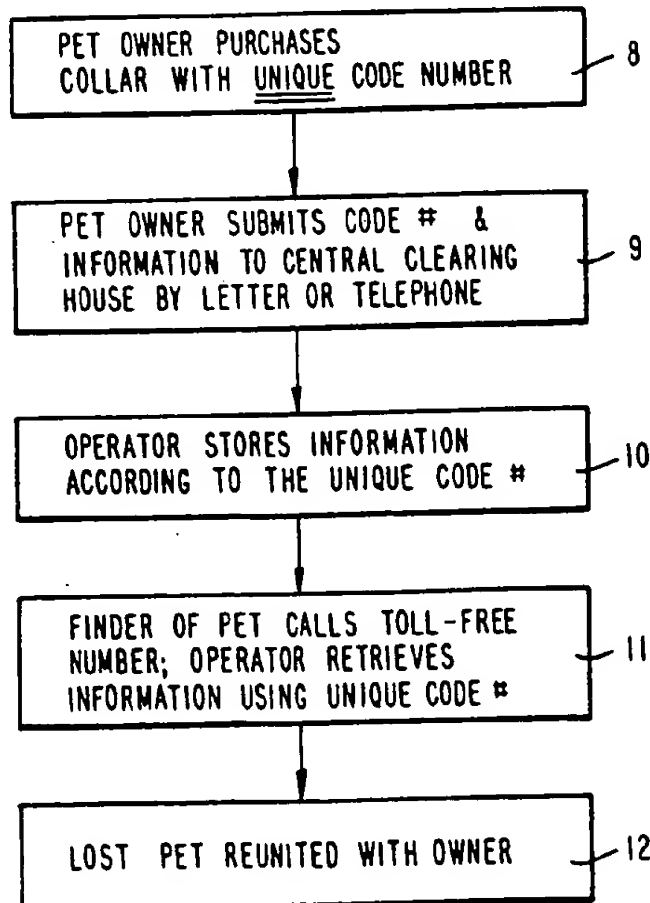 PET OWNER PURCHASES
COLLAR WITH UNIQUE CODE NUMBER
8
PET OWNER SUBMITS CODE # &
INFORMATION TO CENTRAL CLEARING
HOUSE BY LETTER OR TELEPHONE
9
OPERATOR STORES INFORMATION
ACCORDING TO THE UNIQUE CODE #
10
FINDER OF PET CALLS TOLL-FREE
NUMBER; OPERATOR RETRIEVES
INFORMATION USING UNIQUE CODE #
11
LOST PET REUNITED WITH OWNER
12